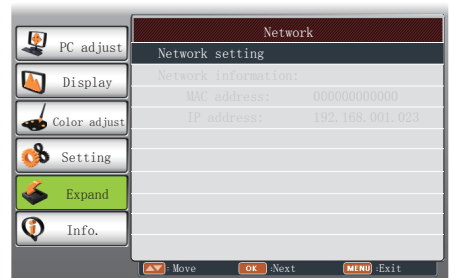 Network
PC adjust
Network setting
Display
Network information:
MAC address: 000000000000
Color adjust
IP address: 192.168.001.023
Setting
Expand
Info.
: Move OK :Next MENU :Exit